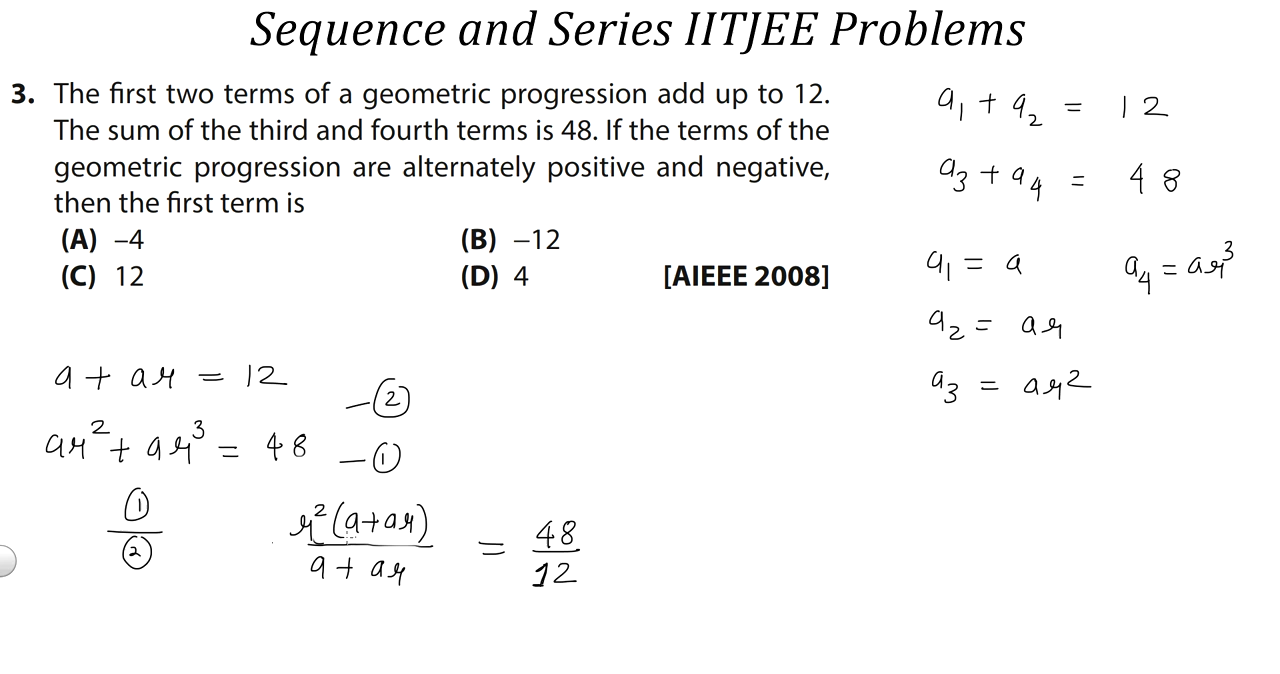 Sequence and Series IITJEE Problems
3. The first two terms of a geometric progression add up to 12.
The sum of the third and fourth terms is 48. If the terms of the
geometric progression are alternately positive and negative,
then the first term is
(A) –4 (B) –12
(C) 12 (D) 4 [AIEEE 2008]
a₁ + a₂ = 12
a₃ + a₄ = 48
a₁ = a a₄ = ar³
a₂ = ar
a₃ = ar²
a + ar = 12 –②
ar² + ar³ = 48 –①
①/② r²(a+ar)/(a + ar) = 48/12